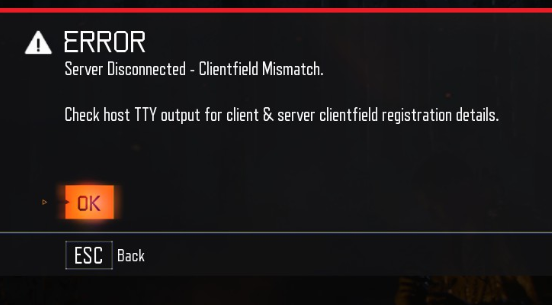 ERROR
Server Disconnected - Clientfield Mismatch.
Check host TTY output for client & server clientfield registration details.
OK
ESC Back